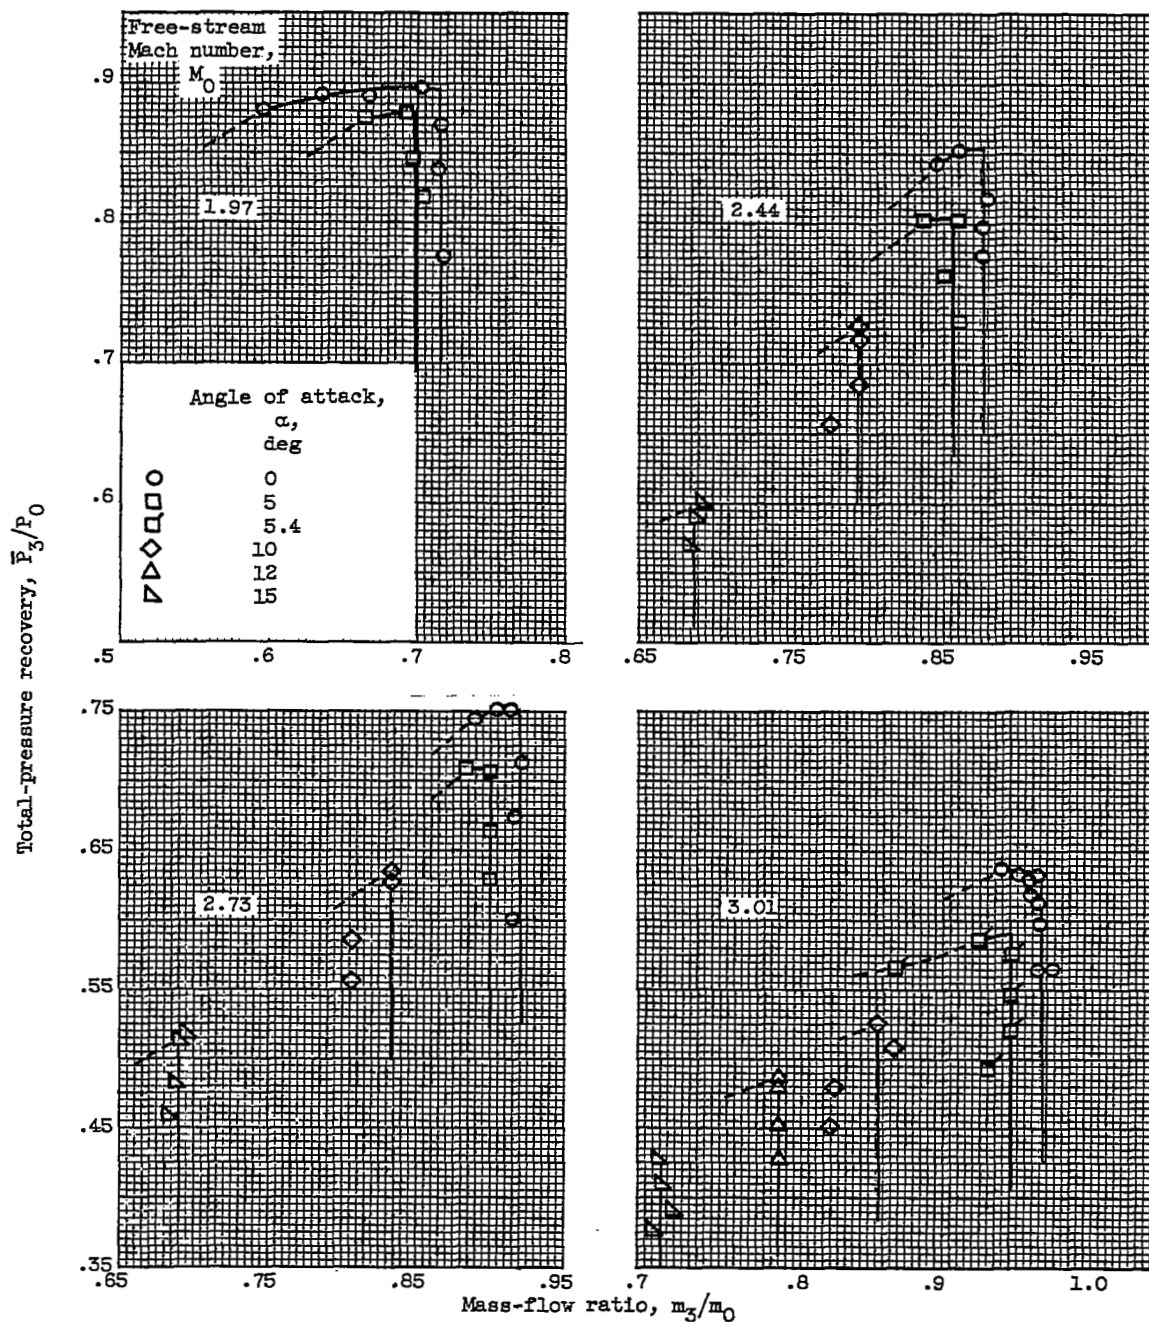 Free-stream
Mach number,
M0
.9
.8
.7
.6
1.97
2.44
Angle of attack,
α,
deg
0
5
5.4
10
12
15
.5 .6 .7 .8
.65 .75 .85 .95
Total-pressure recovery, P̅3/P0
.75
.65
.55
.45
.35
2.73
3.01
.65 .75 .85 .95
.7 .8 .9 1.0
Mass-flow ratio, m3/m0